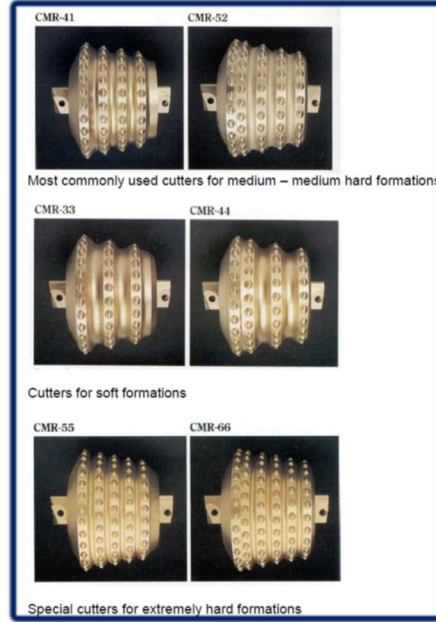 CMR-41 CMR-52
Most commonly used cutters for medium – medium hard formations
CMR-33 CMR-44
Cutters for soft formations
CMR-55 CMR-66
Special cutters for extremely hard formations